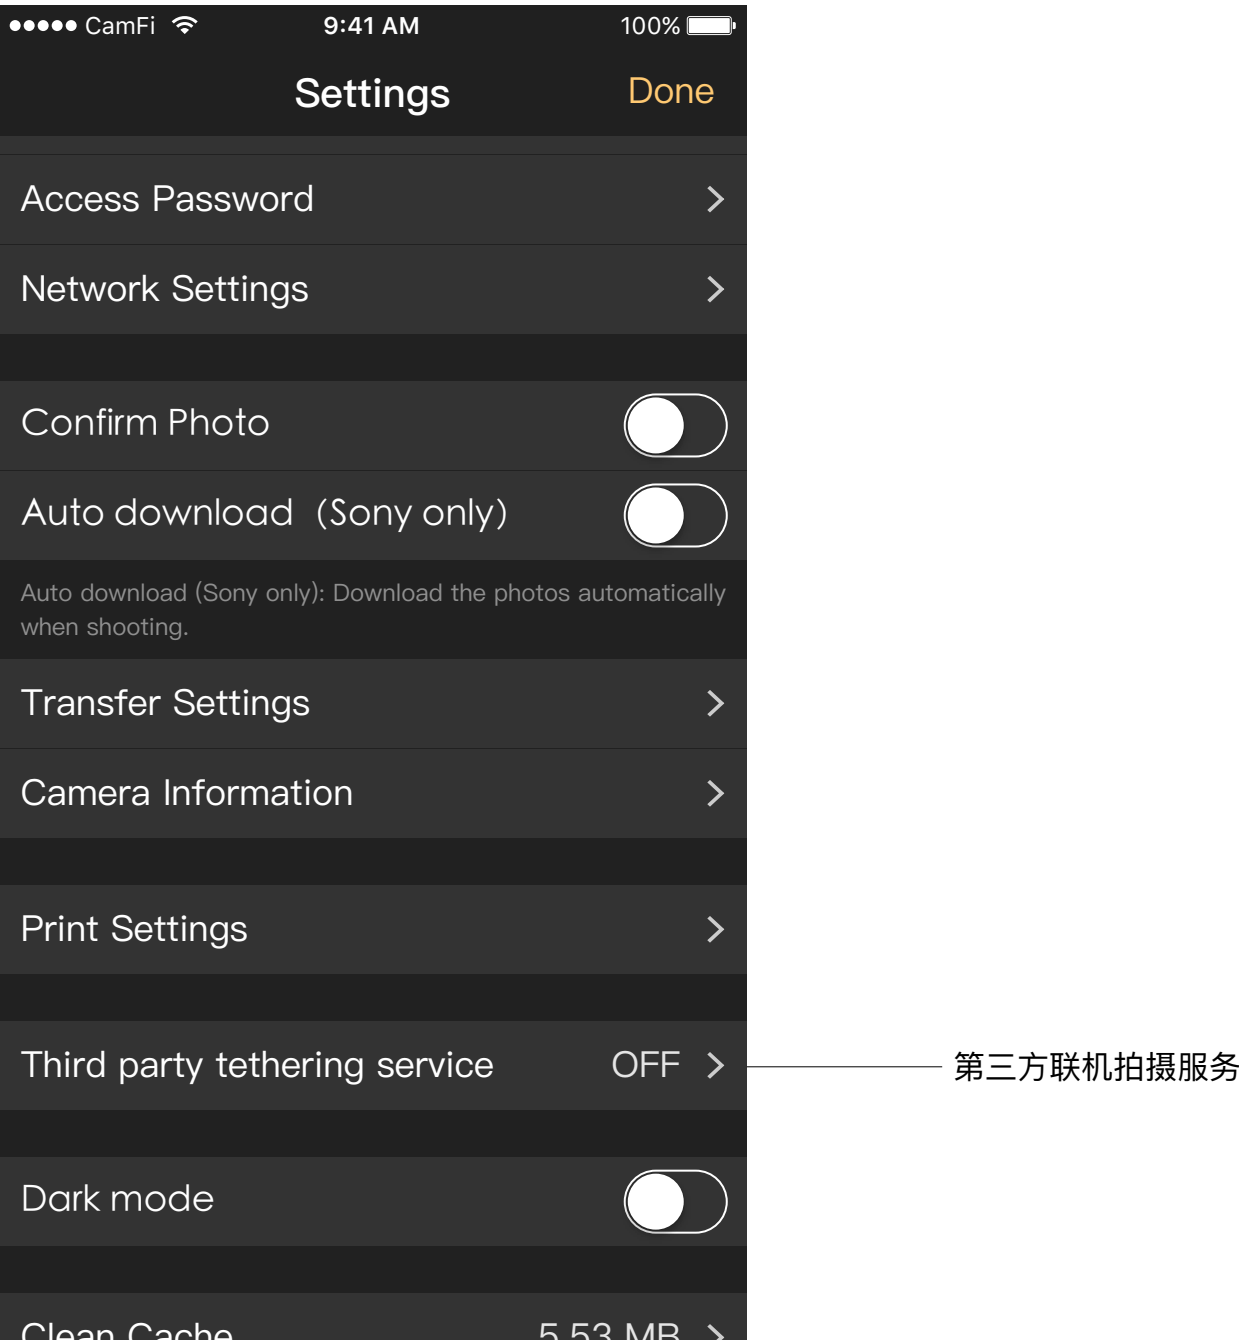 CamFi 9:41 AM 100%
Settings Done
Access Password
Network Settings
Confirm Photo
Auto download（Sony only）
Auto download (Sony only): Download the photos automatically
when shooting.
Transfer Settings
Camera Information
Print Settings
Third party tethering service OFF 第三方联机拍摄服务
Dark mode
Clean Cache 5.53 MB